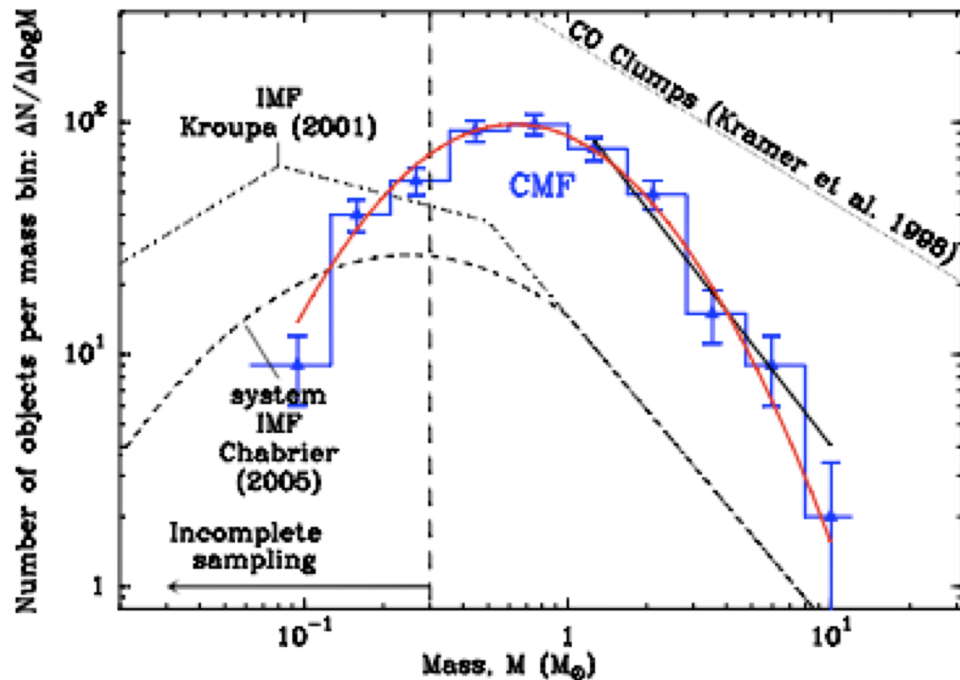 CO Clumps (Kramer et al. 1998)
IMF
Kroupa (2001)
CMF
system
IMF
Chabrier
(2005)
Incomplete
sampling
Number of objects per mass bin: ΔN/ΔlogM
10²
10
1
10⁻¹
1
10¹
Mass, M (M⊙)